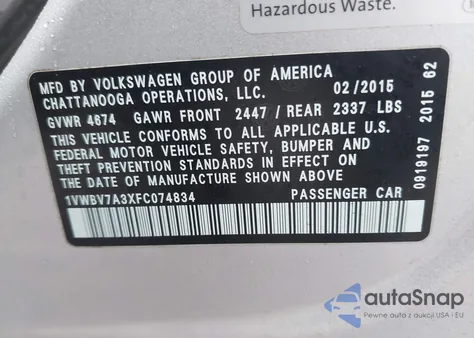 Hazardous Waste.
MFD BY VOLKSWAGEN GROUP OF AMERICA
CHATTANOOGA OPERATIONS, LLC. 02/2015
GVWR 4674 GAWR FRONT 2447 / REAR 2337 LBS
THIS VEHICLE CONFORMS TO ALL APPLICABLE U.S.
FEDERAL MOTOR VEHICLE SAFETY, BUMPER AND
THEFT PREVENTION STANDARDS IN EFFECT ON
THE DATE OF MANUFACTURE SHOWN ABOVE
1VWBV7A3XFC074834 PASSENGER CAR
0919197 2015 62
autoSnap
Pewne auta z aukcji USA - EU